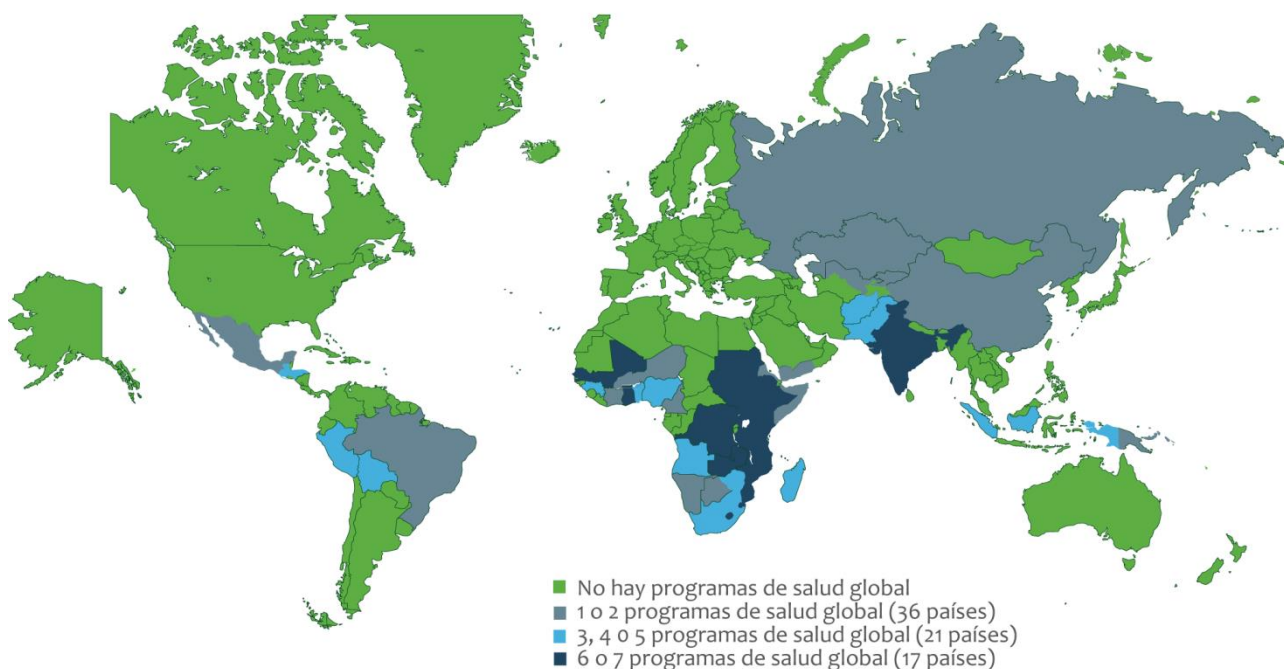 No hay programas de salud global
1 o 2 programas de salud global (36 países)
3, 4 o 5 programas de salud global (21 países)
6 o 7 programas de salud global (17 países)